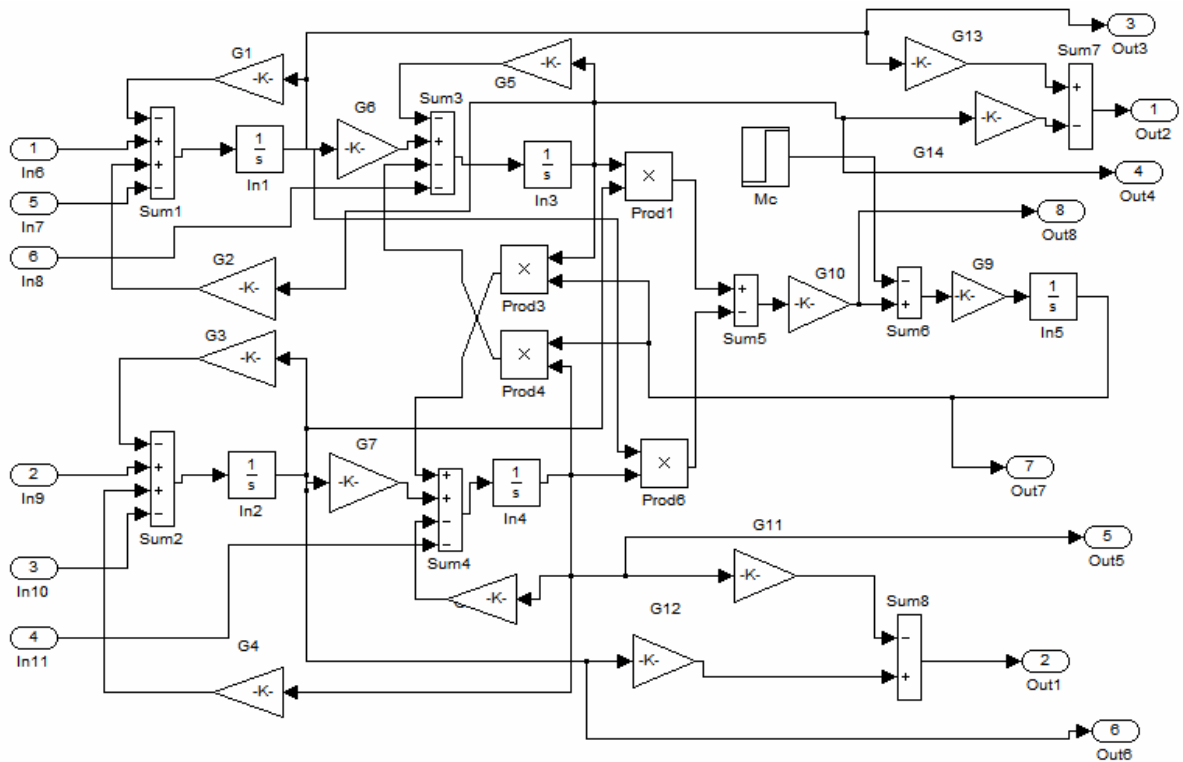 3
Out3
G1
-K-
G5
-K-
G13
-K-
Sum7
+
−
1
Out2
G6
-K-
Sum3
−
+
−
−
-K-
G14
1
In6
−
+
+
−
Sum1
1
s
In1
1
s
In3
×
Prod1
Mc
4
Out4
5
In7
6
In8
8
Out8
G2
-K-
×
Prod3
+
−
Sum5
G10
-K-
−
+
Sum6
G9
-K-
1
s
In5
G3
-K-
×
Prod4
2
In9
−
+
+
−
Sum2
1
s
In2
G7
-K-
+
+
−
−
Sum4
1
s
In4
×
Prod6
7
Out7
3
In10
G11
-K-
5
Out5
-K-
4
In11
G4
-K-
G12
-K-
Sum8
−
+
2
Out1
6
Out6